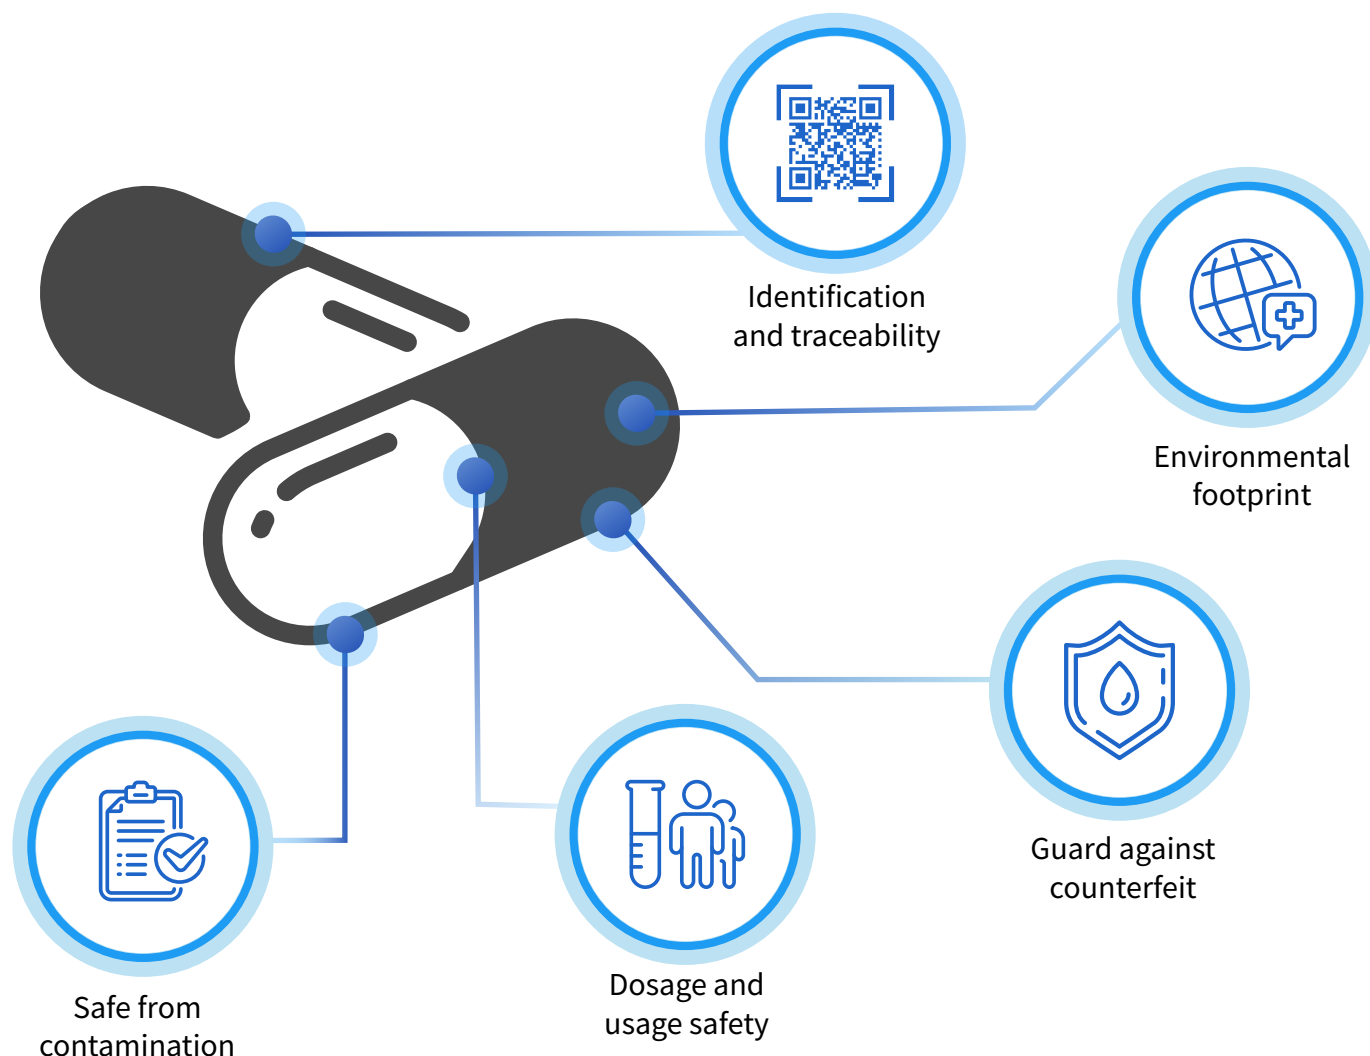 Identification
and traceability
Environmental
footprint
Guard against
counterfeit
Dosage and
usage safety
Safe from
contamination